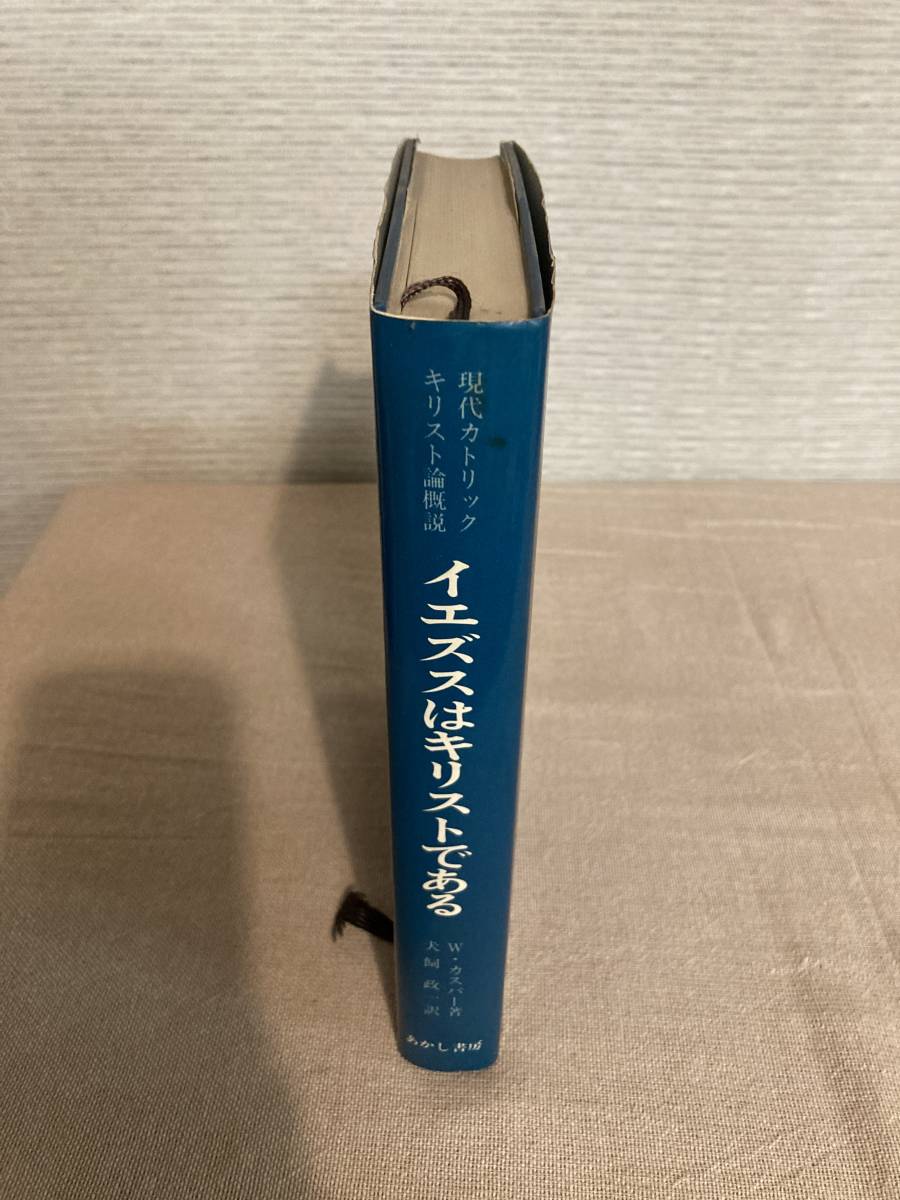 現代カトリック
キリスト論概説
イエズスはキリストである
W・カスパー著
犬飼政一訳
あかし書房